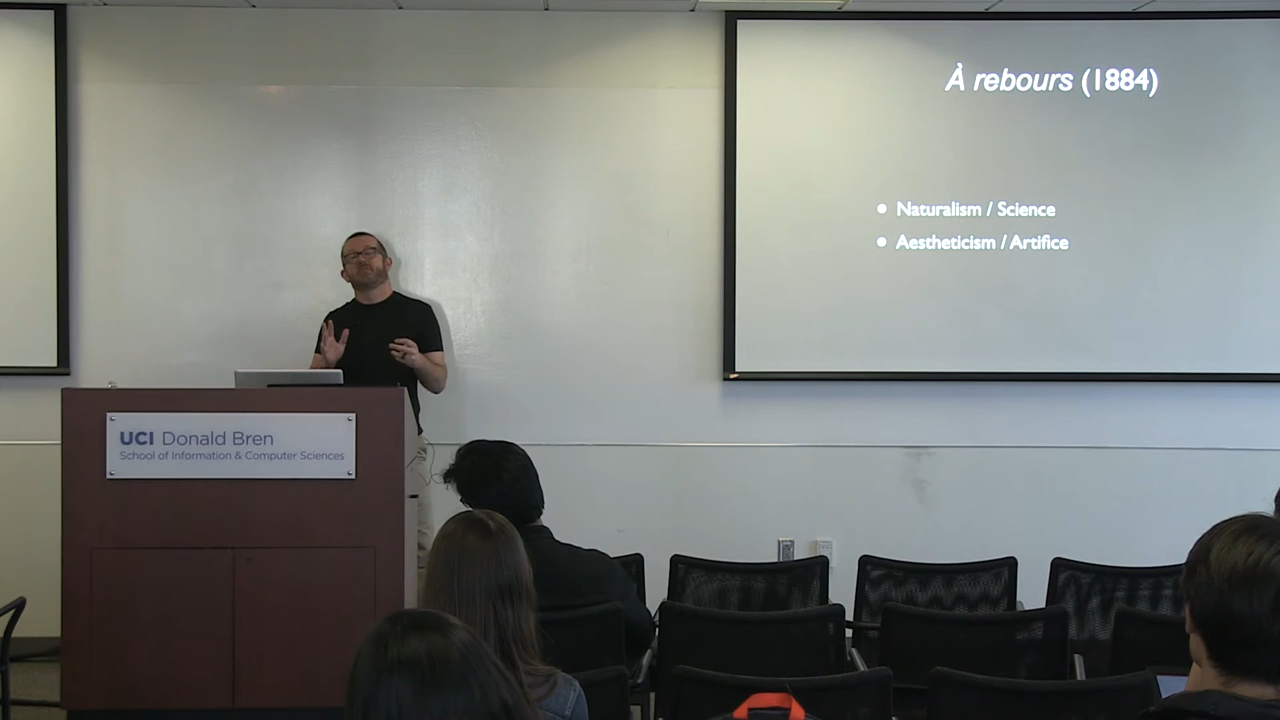 À rebours (1884)
• Naturalism / Science
• Aestheticism / Artifice
UCI Donald Bren
School of Information & Computer Sciences